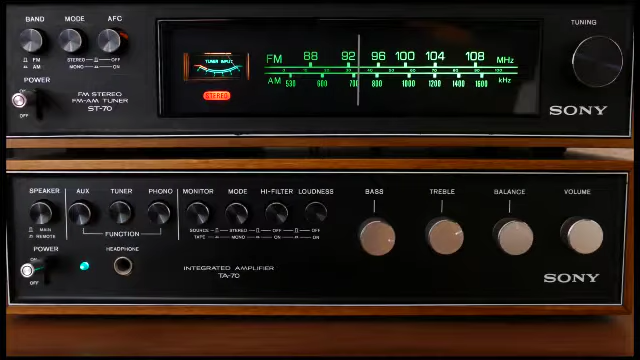 BAND MODE AFC
TUNING
FM
AM
STEREO
MONO
OFF
ON
POWER
ON
OFF
FM STEREO
FM-AM TUNER
ST-70
TUNER INPUT
STEREO
FM 88 92 96 100 104 108 MHz
AM 530 600 700 800 1000 1200 1400 1600 kHz
SONY
SPEAKER AUX TUNER PHONO MONITOR MODE HI-FILTER LOUDNESS BASS TREBLE BALANCE VOLUME
MAIN
REMOTE
FUNCTION
SOURCE STEREO OFF OFF
TAPE MONO ON ON
POWER
ON
OFF
HEADPHONE
INTEGRATED AMPLIFIER
TA-70
SONY